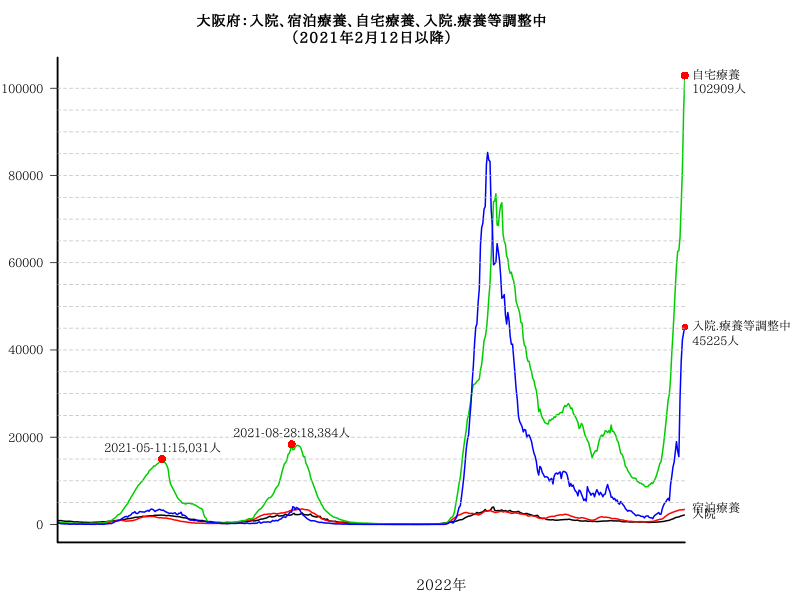 大阪府：入院、宿泊療養、自宅療養、入院.療養等調整中
（2021年2月12日以降）
100000
80000
60000
40000
20000
0
自宅療養
102909人
入院.療養等調整中
45225人
2021-05-11:15,031人
2021-08-28:18,384人
宿泊療養
入院
2022年